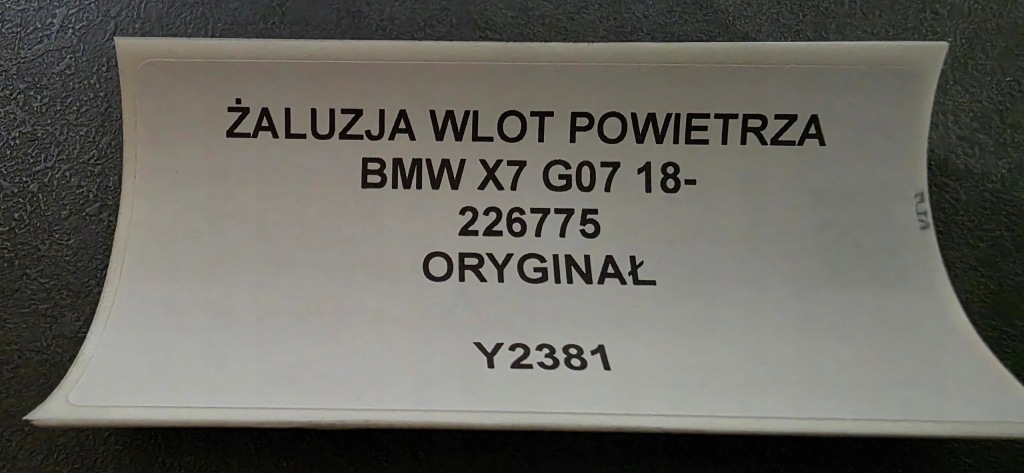 ŻALUZJA WLOT POWIETRZA
BMW X7 G07 18-
226775
ORYGINAŁ
Y2381